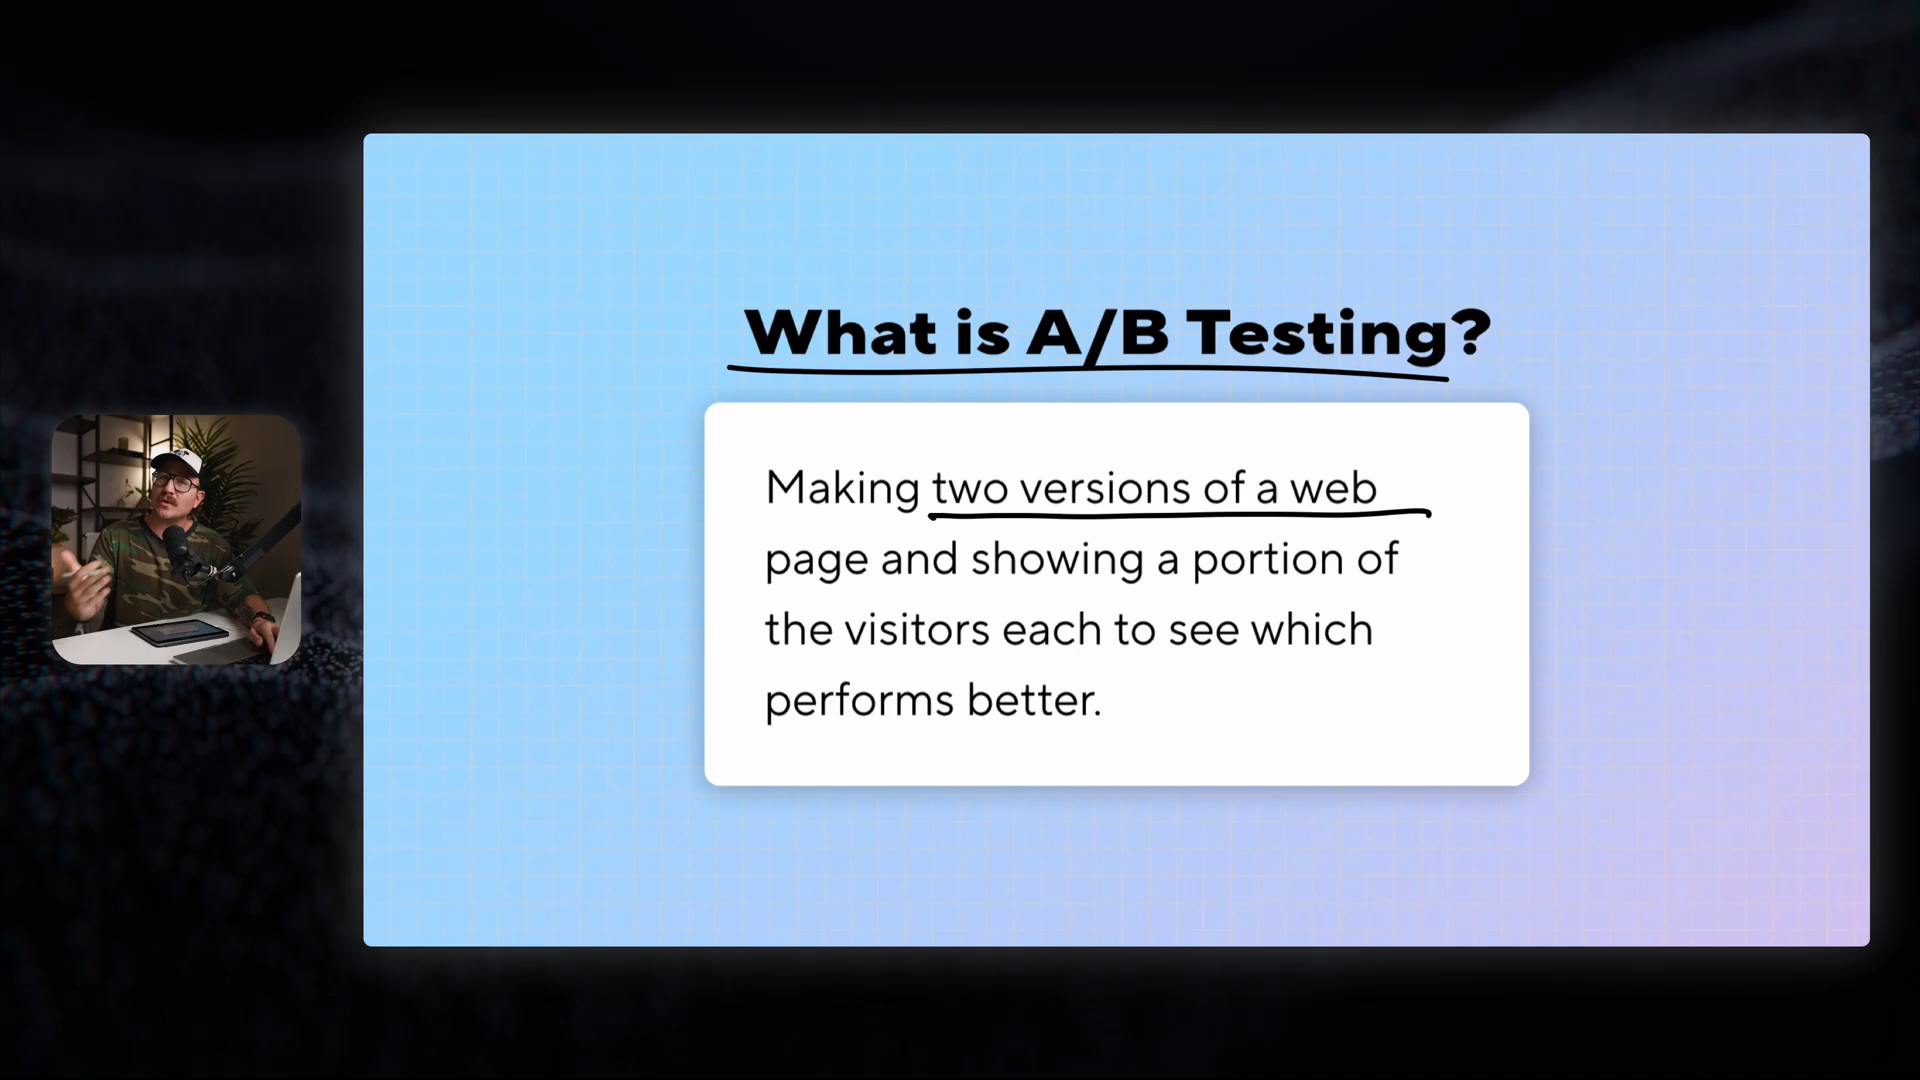 What is A/B Testing?
Making two versions of a web
page and showing a portion of
the visitors each to see which
performs better.